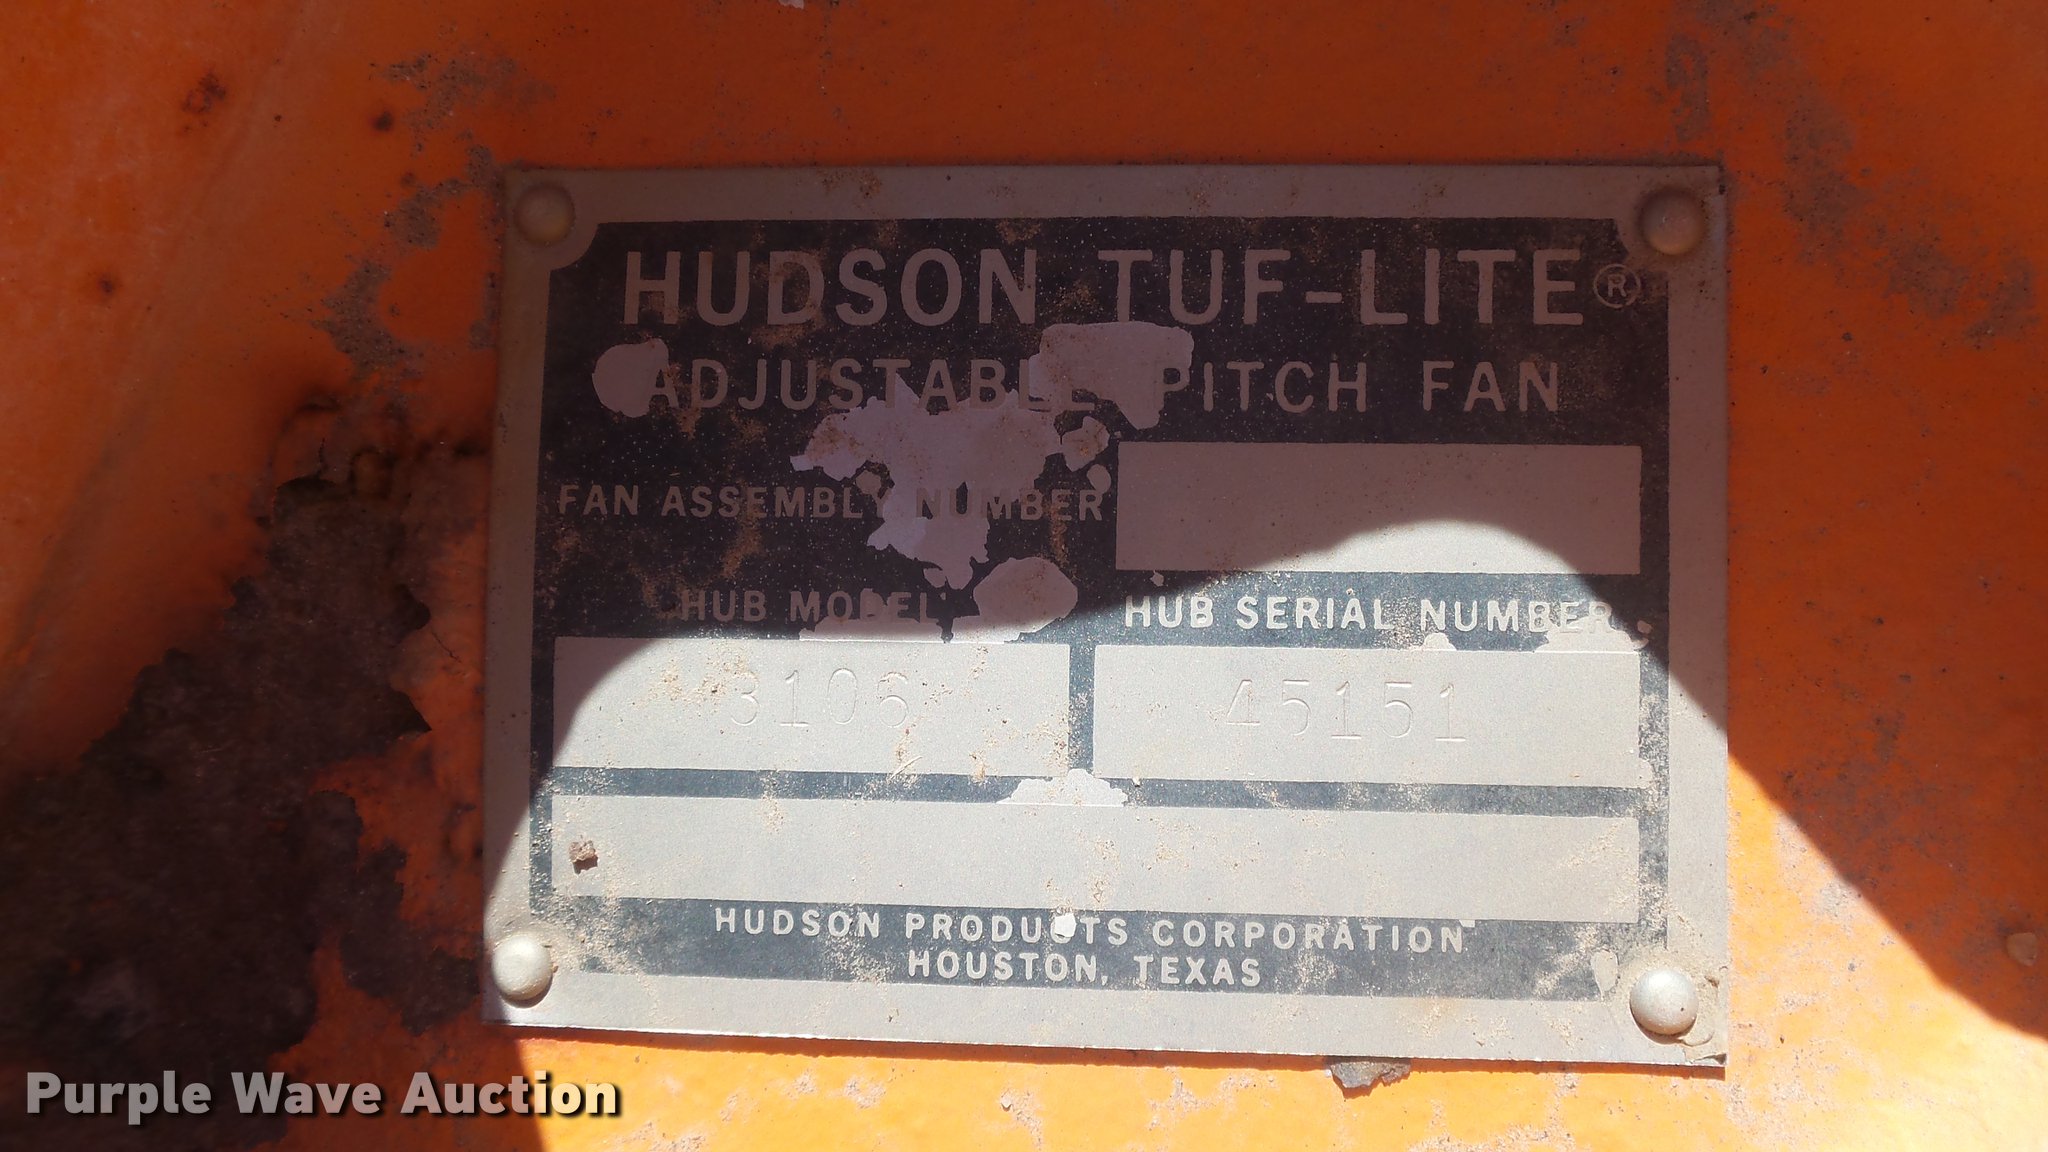 HUDSON TUF-LITE®
ADJUSTABLE PITCH FAN
FAN ASSEMBLY NUMBER
HUB MODEL HUB SERIAL NUMBER
3106 45151
HUDSON PRODUCTS CORPORATION
HOUSTON, TEXAS
Purple Wave Auction